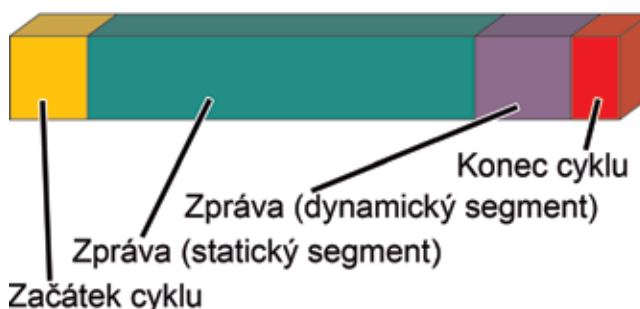 Konec cyklu
Zpráva (dynamický segment)
Zpráva (statický segment)
Začátek cyklu